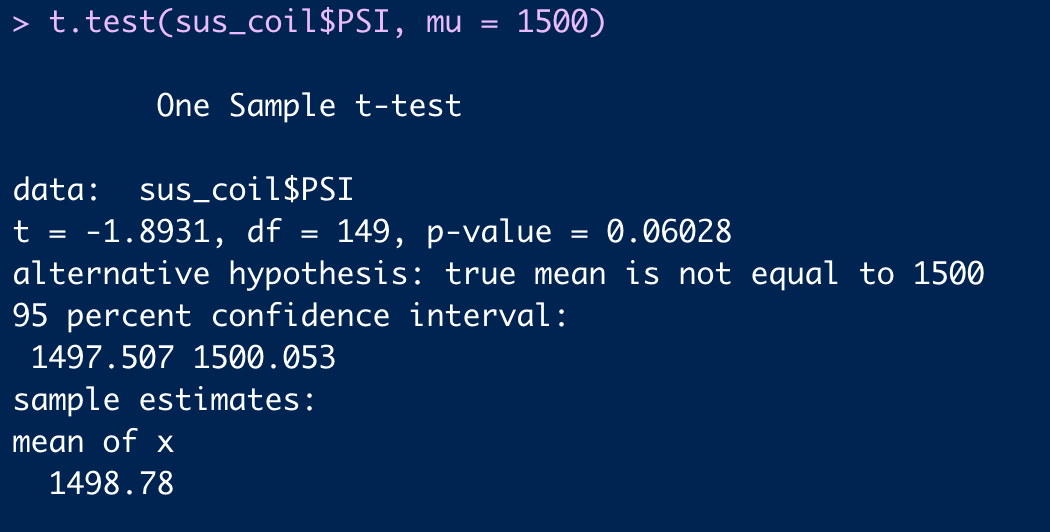 > t.test(sus_coil$PSI, mu = 1500)
One Sample t-test
data:  sus_coil$PSI
t = -1.8931, df = 149, p-value = 0.06028
alternative hypothesis: true mean is not equal to 1500
95 percent confidence interval:
1497.507 1500.053
sample estimates:
mean of x
1498.78